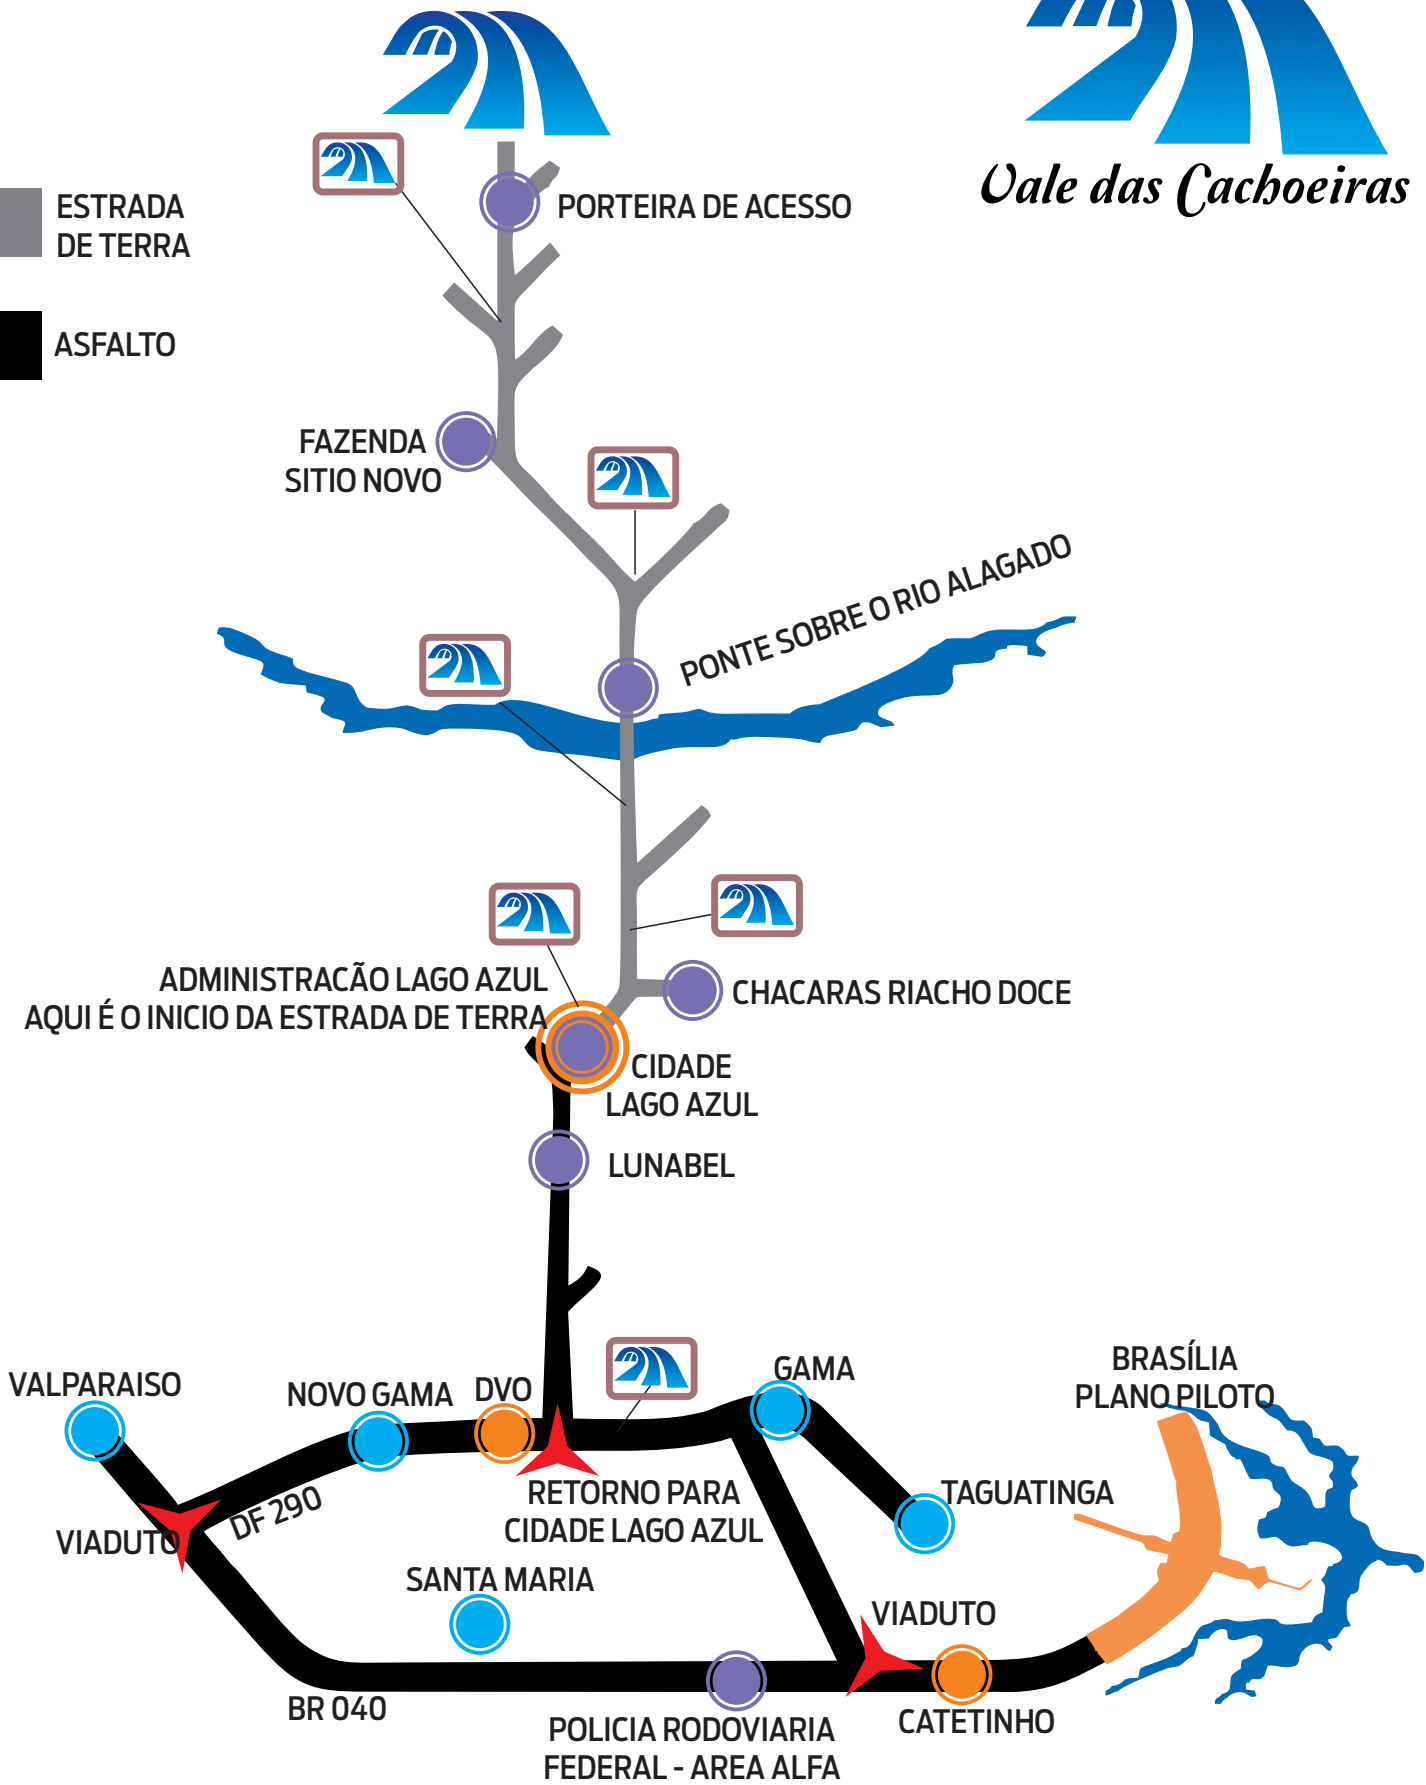 Vale das Cachoeiras
ESTRADA
DE TERRA
ASFALTO
PORTEIRA DE ACESSO
FAZENDA
SITIO NOVO
PONTE SOBRE O RIO ALAGADO
ADMINISTRACÃO LAGO AZUL
AQUI É O INICIO DA ESTRADA DE TERRA
CHACARAS RIACHO DOCE
CIDADE
LAGO AZUL
LUNABEL
VALPARAISO
NOVO GAMA
DVO
GAMA
BRASÍLIA
PLANO PILOTO
RETORNO PARA
CIDADE LAGO AZUL
TAGUATINGA
DF 290
VIADUTO
SANTA MARIA
VIADUTO
BR 040
POLICIA RODOVIARIA
FEDERAL - AREA ALFA
CATETINHO